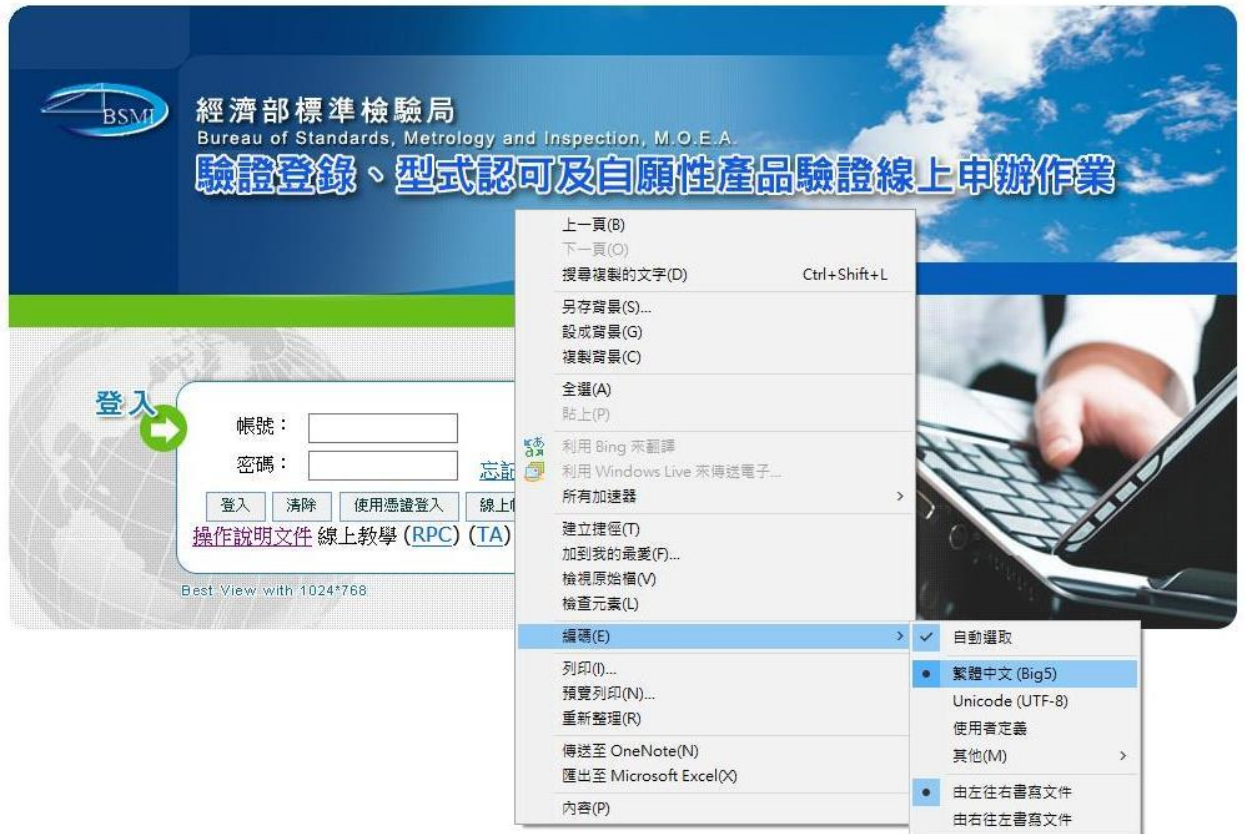 BSMI
經濟部標準檢驗局
Bureau of Standards, Metrology and Inspection, M.O.E.A.
驗證登錄、型式認可及自願性產品驗證線上申辦作業
登入
帳號：
密碼：
忘記
登入 清除 使用憑證登入 線上
操作說明文件 線上教學 (RPC) (TA)
Best View with 1024*768
上一頁(B)
下一頁(O)
搜尋複製的文字(D) Ctrl+Shift+L
另存背景(S)...
設成背景(G)
複製背景(C)
全選(A)
貼上(P)
利用 Bing 來翻譯
利用 Windows Live 來傳送電子...
所有加速器
建立捷徑(T)
加到我的最愛(F)...
檢視原始檔(V)
檢查元素(L)
編碼(E)
列印(I)...
預覽列印(N)...
重新整理(R)
傳送至 OneNote(N)
匯出至 Microsoft Excel(X)
內容(P)
自動選取
繁體中文 (Big5)
Unicode (UTF-8)
使用者定義
其他(M)
由左往右書寫文件
由右往左書寫文件